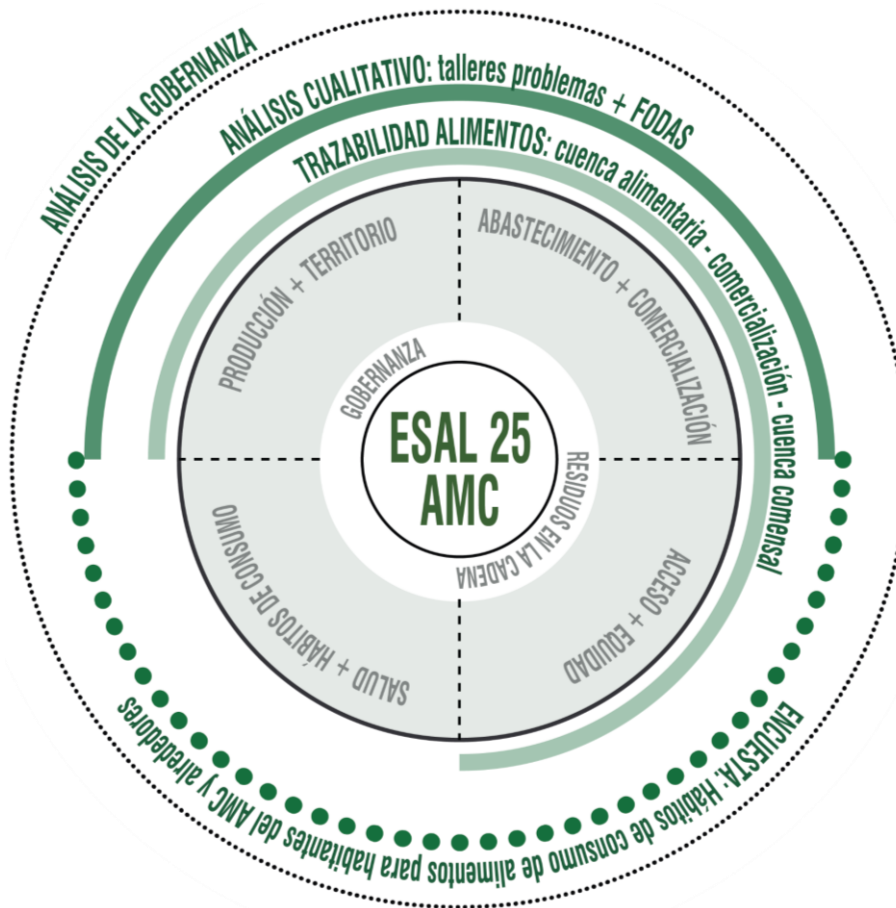 ANÁLISIS DE LA GOBERNANZA
ANÁLISIS CUALITATIVO: talleres problemas + FODAS
TRAZABILIDAD ALIMENTOS: cuenca alimentaria - comercialización - cuenca comensal
PRODUCCIÓN + TERRITORIO
ABASTECIMIENTO + COMERCIALIZACIÓN
GOBERNANZA
ESAL 25
AMC
RESIDUOS EN LA CADENA
SALUD + HÁBITOS DE CONSUMO
ACCESO + EQUIDAD
ENCUESTA: Hábitos de consumo de alimentos para habitantes del AMC y alrededores